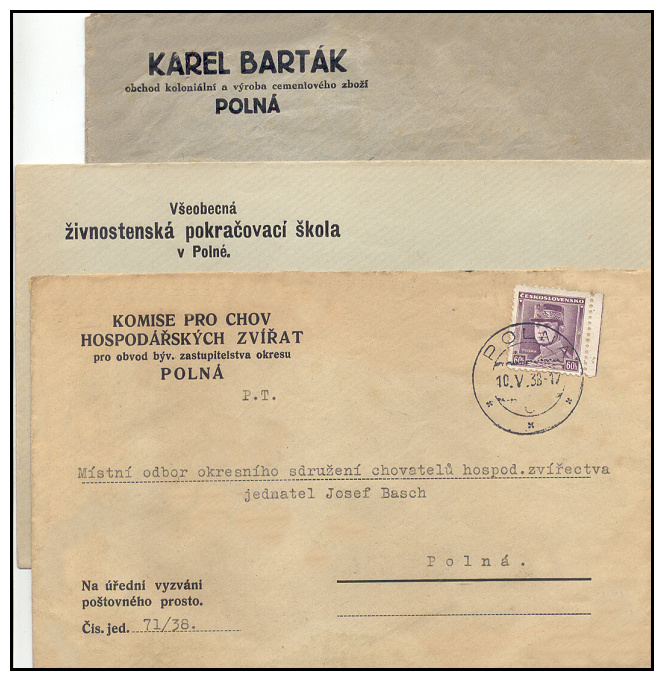 KAREL BARTÁK
obchod koloniální a výroba cementového zboží
POLNÁ
Všeobecná
živnostenská pokračovací škola
v Polné.
KOMISE PRO CHOV
HOSPODÁŘSKÝCH ZVÍŘAT
pro obvod býv. zastupitelstva okresu
POLNÁ
P.T.
ČESKOSLOVENSKO
60h 60h
POLNÁ
10.V.38-17
Místní odbor okresního sdružení chovatelů hospod.zvířectva
jednatel Josef Basch
Polná.
Na úřední vyzvání
poštovného prosto.
Čís. jed. 71/38.